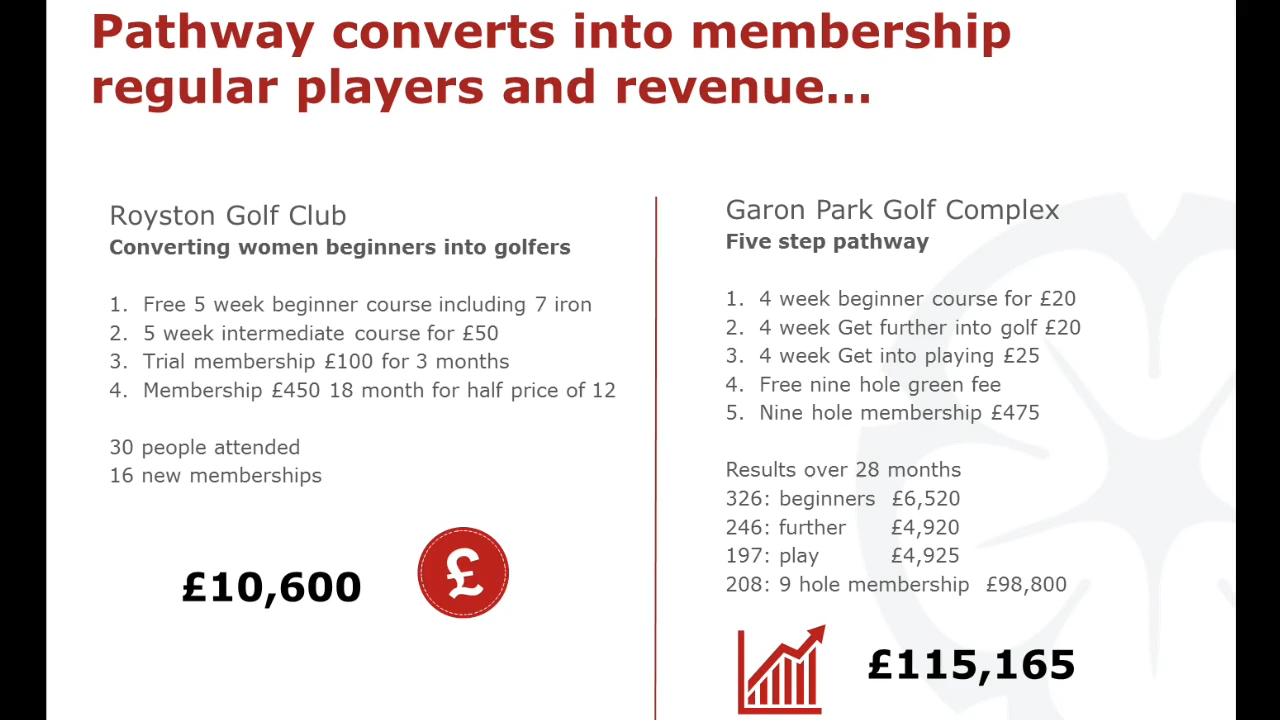 Pathway converts into membership
regular players and revenue...
Royston Golf Club
Converting women beginners into golfers
1. Free 5 week beginner course including 7 iron
2. 5 week intermediate course for £50
3. Trial membership £100 for 3 months
4. Membership £450 18 month for half price of 12
30 people attended
16 new memberships
£10,600
£
Garon Park Golf Complex
Five step pathway
1. 4 week beginner course for £20
2. 4 week Get further into golf £20
3. 4 week Get into playing £25
4. Free nine hole green fee
5. Nine hole membership £475
Results over 28 months
326: beginners £6,520
246: further £4,920
197: play £4,925
208: 9 hole membership £98,800
£115,165